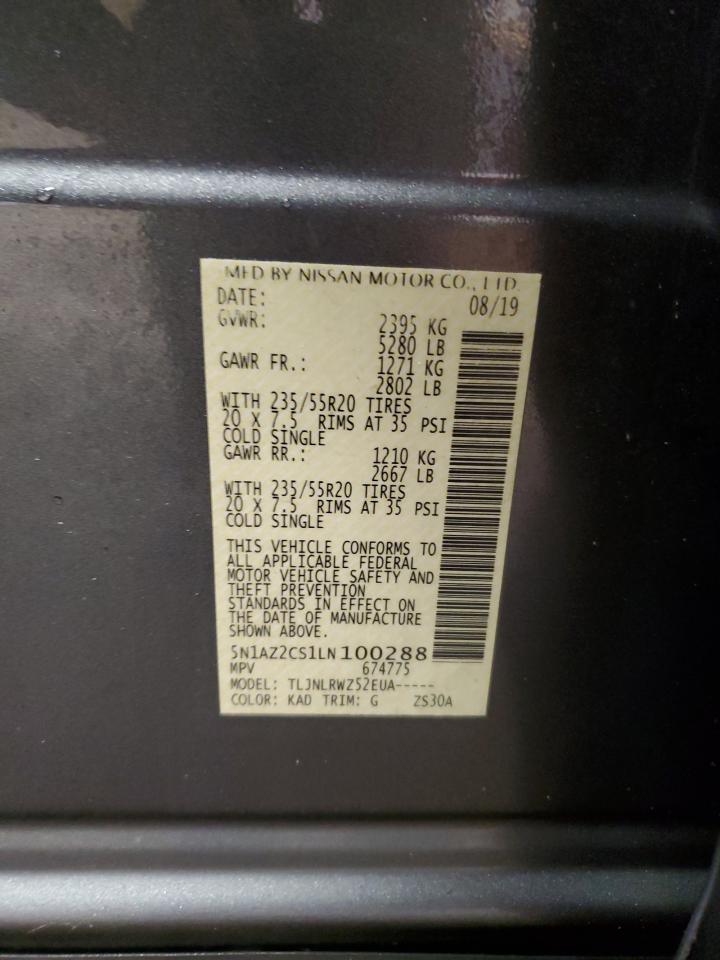 MFD BY NISSAN MOTOR CO., LTD.
DATE: 08/19
GVWR: 2395 KG
5280 LB
GAWR FR.: 1271 KG
2802 LB
WITH 235/55R20 TIRES
20 X 7.5 RIMS AT 35 PSI
COLD SINGLE
GAWR RR.: 1210 KG
2667 LB
WITH 235/55R20 TIRES
20 X 7.5 RIMS AT 35 PSI
COLD SINGLE
THIS VEHICLE CONFORMS TO
ALL APPLICABLE FEDERAL
MOTOR VEHICLE SAFETY AND
THEFT PREVENTION
STANDARDS IN EFFECT ON
THE DATE OF MANUFACTURE
SHOWN ABOVE.
5N1AZ2CS1LN100288
MPV 674775
MODEL: TLJNLRWZ52EUA-----
COLOR: KAD TRIM: G ZS30A